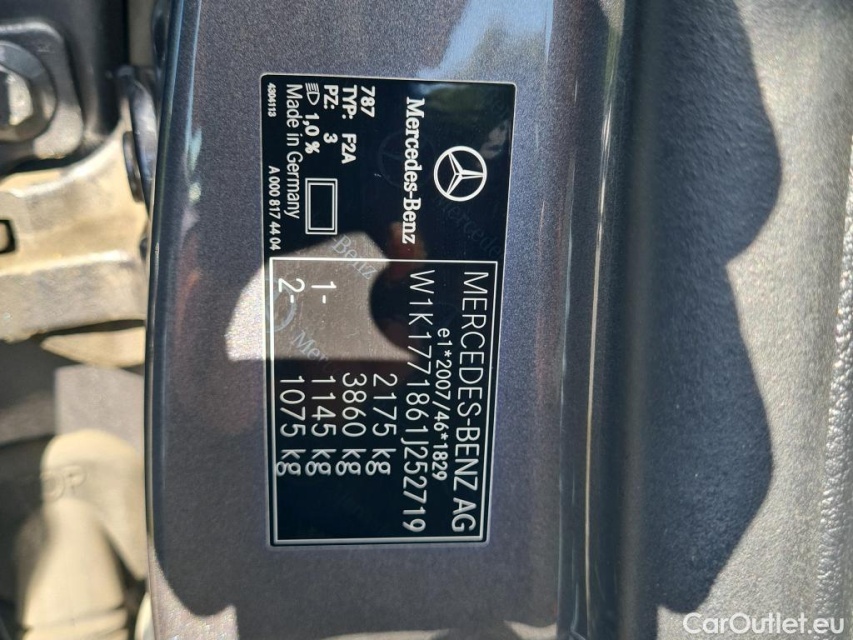 Mercedes-Benz
787
TYP: F2A
PZ: 3
1,0 %
Made in Germany
4304113
A 000 817 44 04
MERCEDES-BENZ AG
e1*2007/46*1829
W1K1771861J252719
2175 kg
3860 kg
1- 1145 kg
2- 1075 kg
CarOutlet.eu